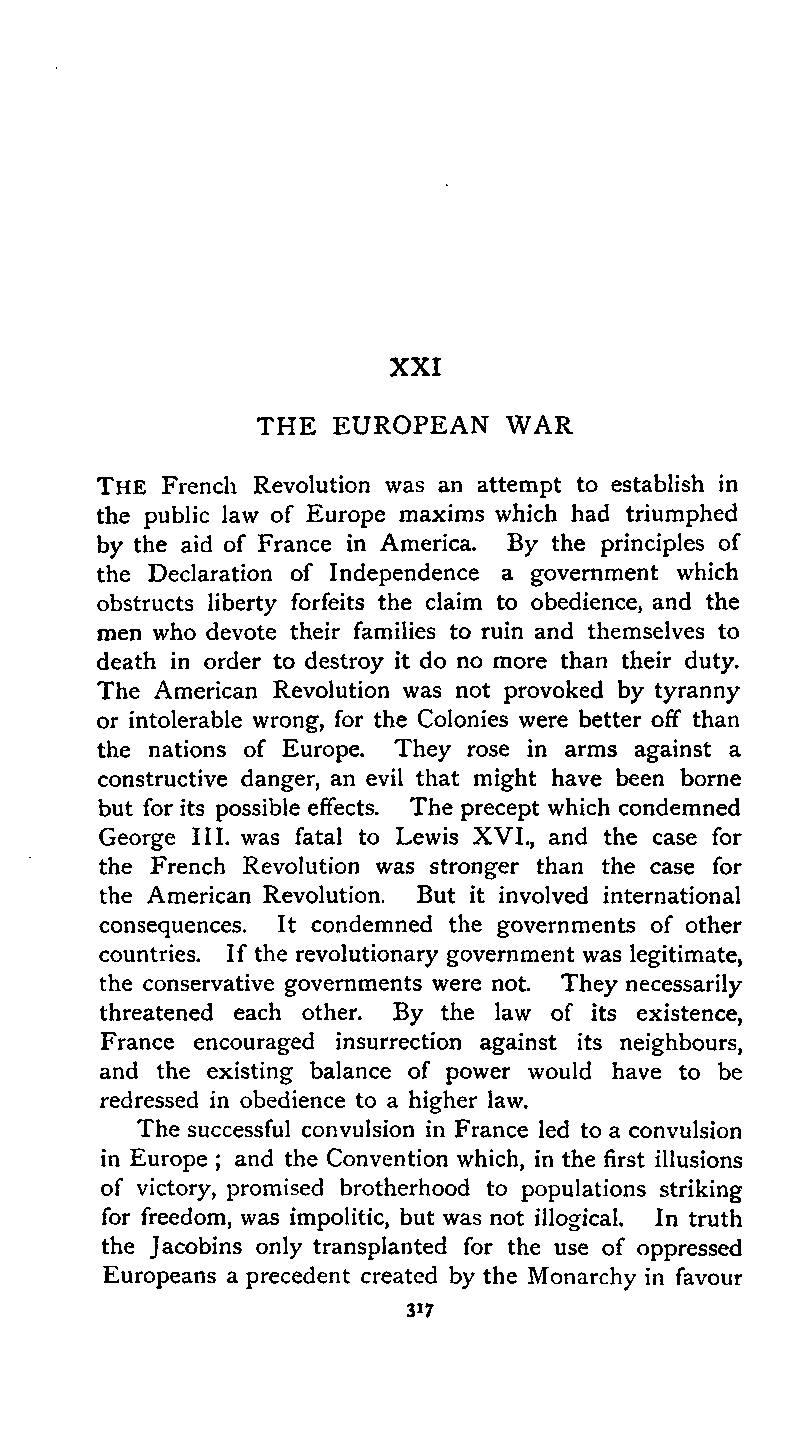 XXI
THE EUROPEAN WAR
THE French Revolution was an attempt to establish in
the public law of Europe maxims which had triumphed
by the aid of France in America. By the principles of
the Declaration of Independence a government which
obstructs liberty forfeits the claim to obedience, and the
men who devote their families to ruin and themselves to
death in order to destroy it do no more than their duty.
The American Revolution was not provoked by tyranny
or intolerable wrong, for the Colonies were better off than
the nations of Europe. They rose in arms against a
constructive danger, an evil that might have been borne
but for its possible effects. The precept which condemned
George III. was fatal to Lewis XVI., and the case for
the French Revolution was stronger than the case for
the American Revolution. But it involved international
consequences. It condemned the governments of other
countries. If the revolutionary government was legitimate,
the conservative governments were not. They necessarily
threatened each other. By the law of its existence,
France encouraged insurrection against its neighbours,
and the existing balance of power would have to be
redressed in obedience to a higher law.
The successful convulsion in France led to a convulsion
in Europe ; and the Convention which, in the first illusions
of victory, promised brotherhood to populations striking
for freedom, was impolitic, but was not illogical. In truth
the Jacobins only transplanted for the use of oppressed
Europeans a precedent created by the Monarchy in favour
317